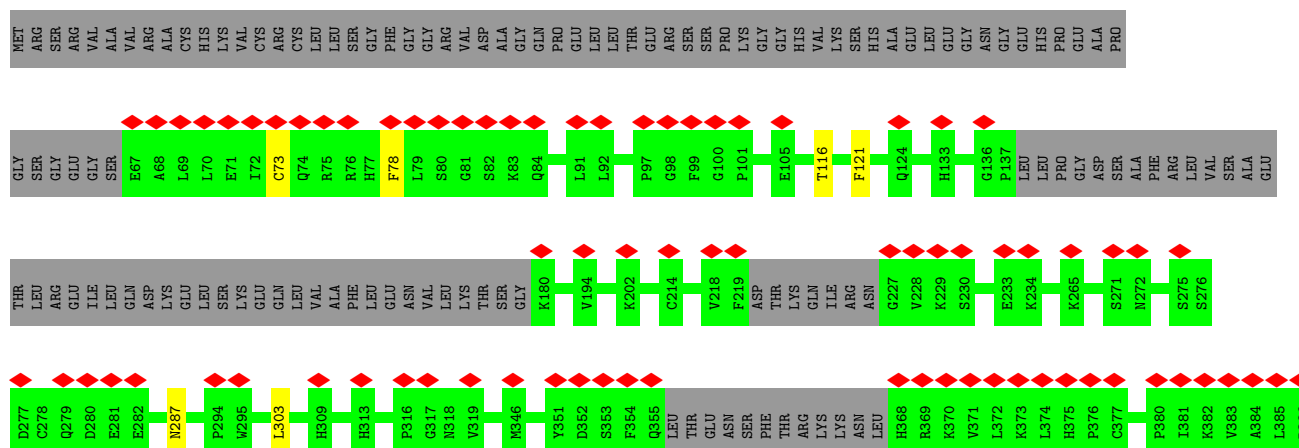 MET ARG SER ARG VAL ALA VAL ARG ALA CYS HIS LYS VAL CYS ARG CYS LEU LEU SER GLY PHE GLY GLY ARG VAL ASP ALA GLY GLN PRO GLU LEU LEU THR GLU ARG SER SER PRO LYS GLY GLY HIS VAL LYS SER HIS ALA GLU LEU GLU GLY ASN GLY GLU HIS PRO GLU ALA PRO
GLY SER GLY GLU GLY SER E67 A68 L69 L70 E71 I72 C73 Q74 R75 R76 H77 F78 L79 S80 G81 S82 K83 Q84 L91 L92 P97 G98 F99 G100 P101 E105 T116 F121 Q124 H133 G136 P137 LEU LEU PRO GLY ASP SER ALA PHE ARG LEU VAL SER ALA GLU
THR LEU ARG GLU ILE LEU GLN ASP LYS GLU LEU SER LYS GLU GLN LEU VAL ALA PHE LEU GLU ASN VAL LEU LYS THR SER GLY K180 V194 K202 C214 V218 F219 ASP THR LYS GLN ILE ARG ASN G227 V228 K229 S230 E233 K234 K265 S271 N272 S275 S276
D277 C278 Q279 D280 E281 E282 N287 P294 W295 L303 H309 H313 P316 G317 N318 V319 M346 Y351 D352 S353 F354 Q355 LEU THR GLU ASN SER PHE THR ARG LYS LYS ASN LEU H368 R369 K370 V371 L372 K373 L374 H375 P376 C377 P380 I381 K382 V383 A384 L385